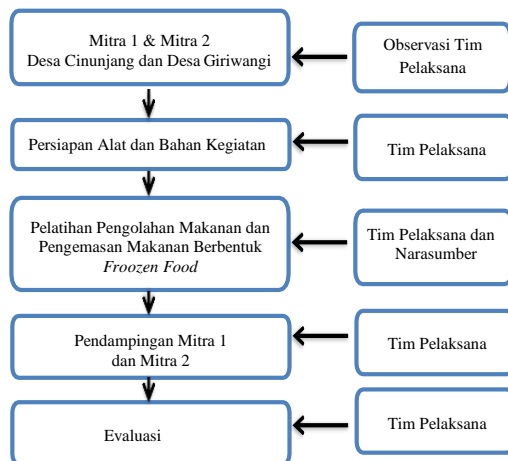 Mitra 1 & Mitra 2
Desa Cinunjang dan Desa Giriwangi
Observasi Tim
Pelaksana
Persiapan Alat dan Bahan Kegiatan
Tim Pelaksana
Pelatihan Pengolahan Makanan dan
Pengemasan Makanan Berbentuk
Froozen Food
Tim Pelaksana dan
Narasumber
Pendampingan Mitra 1
dan Mitra 2
Tim Pelaksana
Evaluasi
Tim Pelaksana